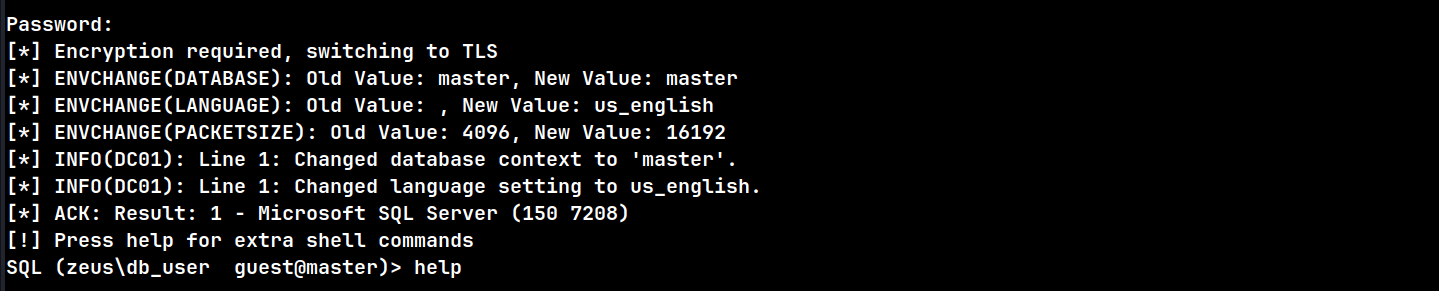 Password:
[*] Encryption required, switching to TLS
[*] ENVCHANGE(DATABASE): Old Value: master, New Value: master
[*] ENVCHANGE(LANGUAGE): Old Value: , New Value: us_english
[*] ENVCHANGE(PACKETSIZE): Old Value: 4096, New Value: 16192
[*] INFO(DC01): Line 1: Changed database context to 'master'.
[*] INFO(DC01): Line 1: Changed language setting to us_english.
[*] ACK: Result: 1 - Microsoft SQL Server (150 7208)
[!] Press help for extra shell commands
SQL (zeus\db_user  guest@master)> help